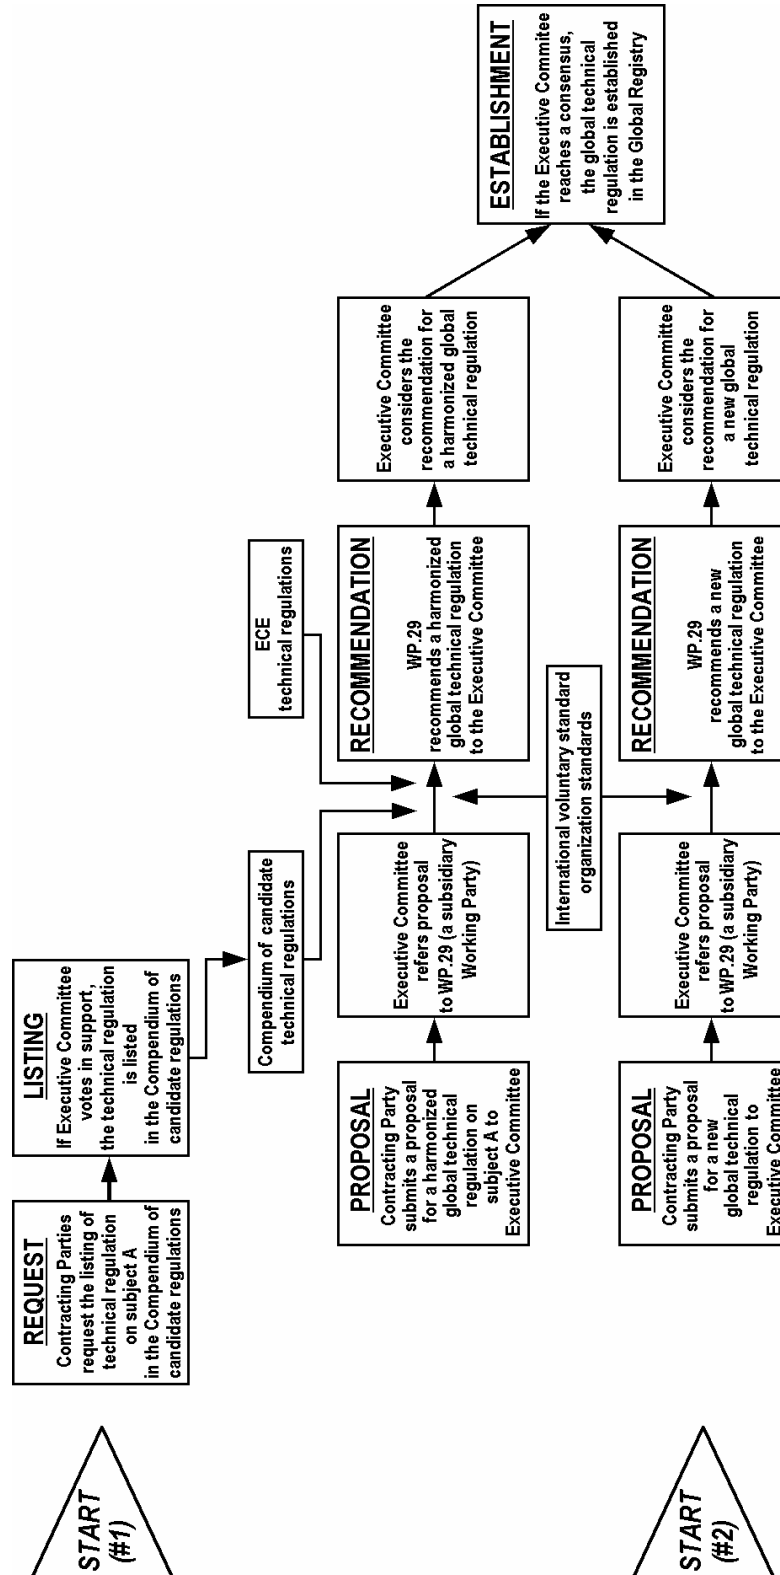 START
(#1)
REQUEST
Contracting Parties
request the listing of
technical regulation
on subject A
in the Compendium of
candidate regulations
LISTING
If Executive Committee
votes in support,
the technical regulation
is listed
in the Compendium of
candidate regulations
Compendium of candidate
technical regulations
ECE
technical regulations
PROPOSAL
Contracting Party
submits a proposal
for a harmonized
global technical
regulation on
subject A to
Executive Committee
Executive Committee
refers proposal
to WP.29 (a subsidiary
Working Party)
RECOMMENDATION
WP.29
recommends a harmonized
global technical regulation
to the Executive Committee
Executive Committee
considers the
recommendation for
a harmonized global
technical regulation
ESTABLISHMENT
If the Executive Commitee
reaches a consensus,
the global technical
regulation is established
in the Global Registry
International voluntary standard
organization standards
START
(#2)
PROPOSAL
Contracting Party
submits a proposal
for a new
global technical
regulation to
Executive Committee
Executive Committee
refers proposal
to WP.29 (a subsidiary
Working Party)
RECOMMENDATION
WP.29
recommends a new
global technical regulation
to the Executive Committee
Executive Committee
considers the
recommendation for
a new global
technical regulation